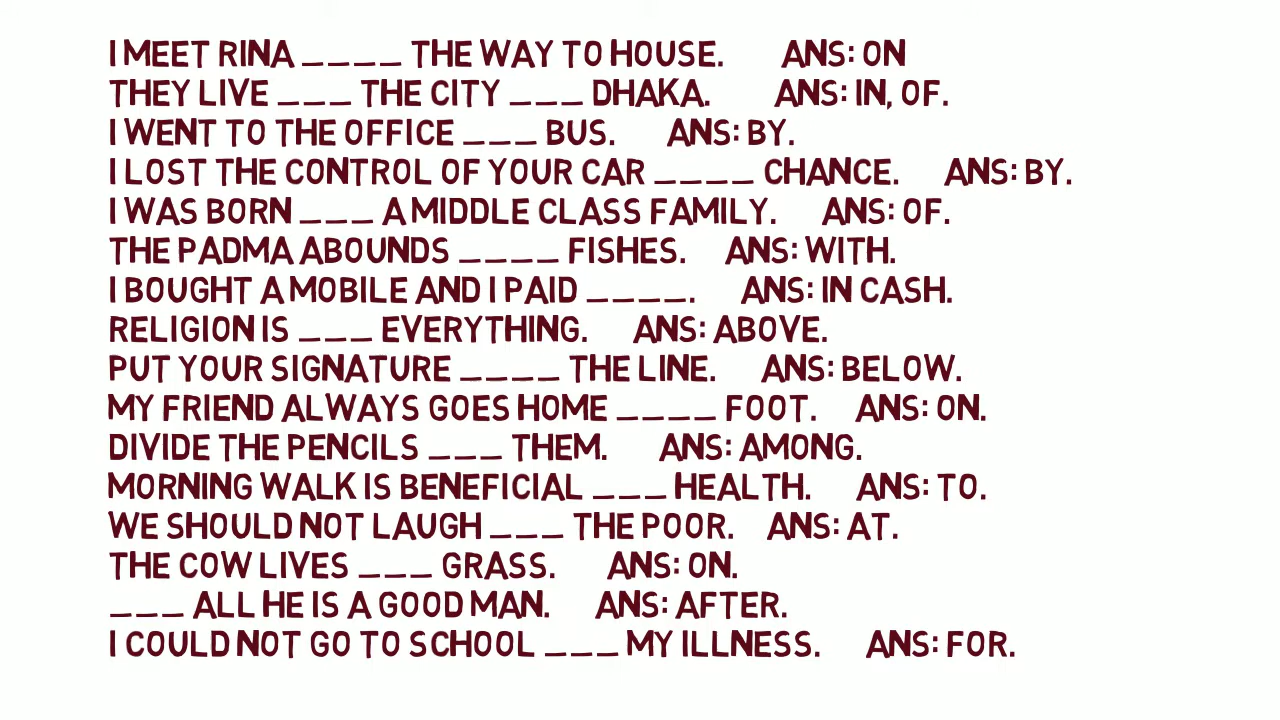 I MEET RINA ____ THE WAY TO HOUSE. ANS: ON
THEY LIVE ___ THE CITY ___ DHAKA. ANS: IN, OF.
I WENT TO THE OFFICE ___ BUS. ANS: BY.
I LOST THE CONTROL OF YOUR CAR ____ CHANCE. ANS: BY.
I WAS BORN ___ A MIDDLE CLASS FAMILY. ANS: OF.
THE PADMA ABOUNDS ____ FISHES. ANS: WITH.
I BOUGHT A MOBILE AND I PAID ____. ANS: IN CASH.
RELIGION IS ___ EVERYTHING. ANS: ABOVE.
PUT YOUR SIGNATURE ____ THE LINE. ANS: BELOW.
MY FRIEND ALWAYS GOES HOME ____ FOOT. ANS: ON.
DIVIDE THE PENCILS ___ THEM. ANS: AMONG.
MORNING WALK IS BENEFICIAL ___ HEALTH. ANS: TO.
WE SHOULD NOT LAUGH ___ THE POOR. ANS: AT.
THE COW LIVES ___ GRASS. ANS: ON.
___ ALL HE IS A GOOD MAN. ANS: AFTER.
I COULD NOT GO TO SCHOOL ___ MY ILLNESS. ANS: FOR.